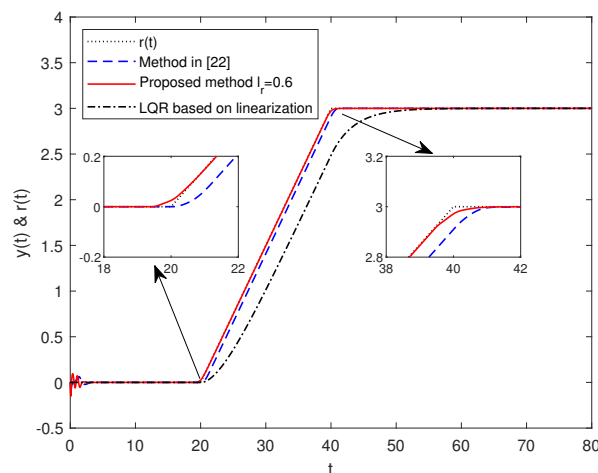 r(t)
Method in [22]
Proposed method l_r=0.6
LQR based on linearization
4
3.5
3
2.5
2
1.5
1
0.5
0
-0.5
y(t) & r(t)
0.2
0
-0.2
18 20 22
3.2
3
2.8
38 40 42
0 10 20 30 40 50 60 70 80
t